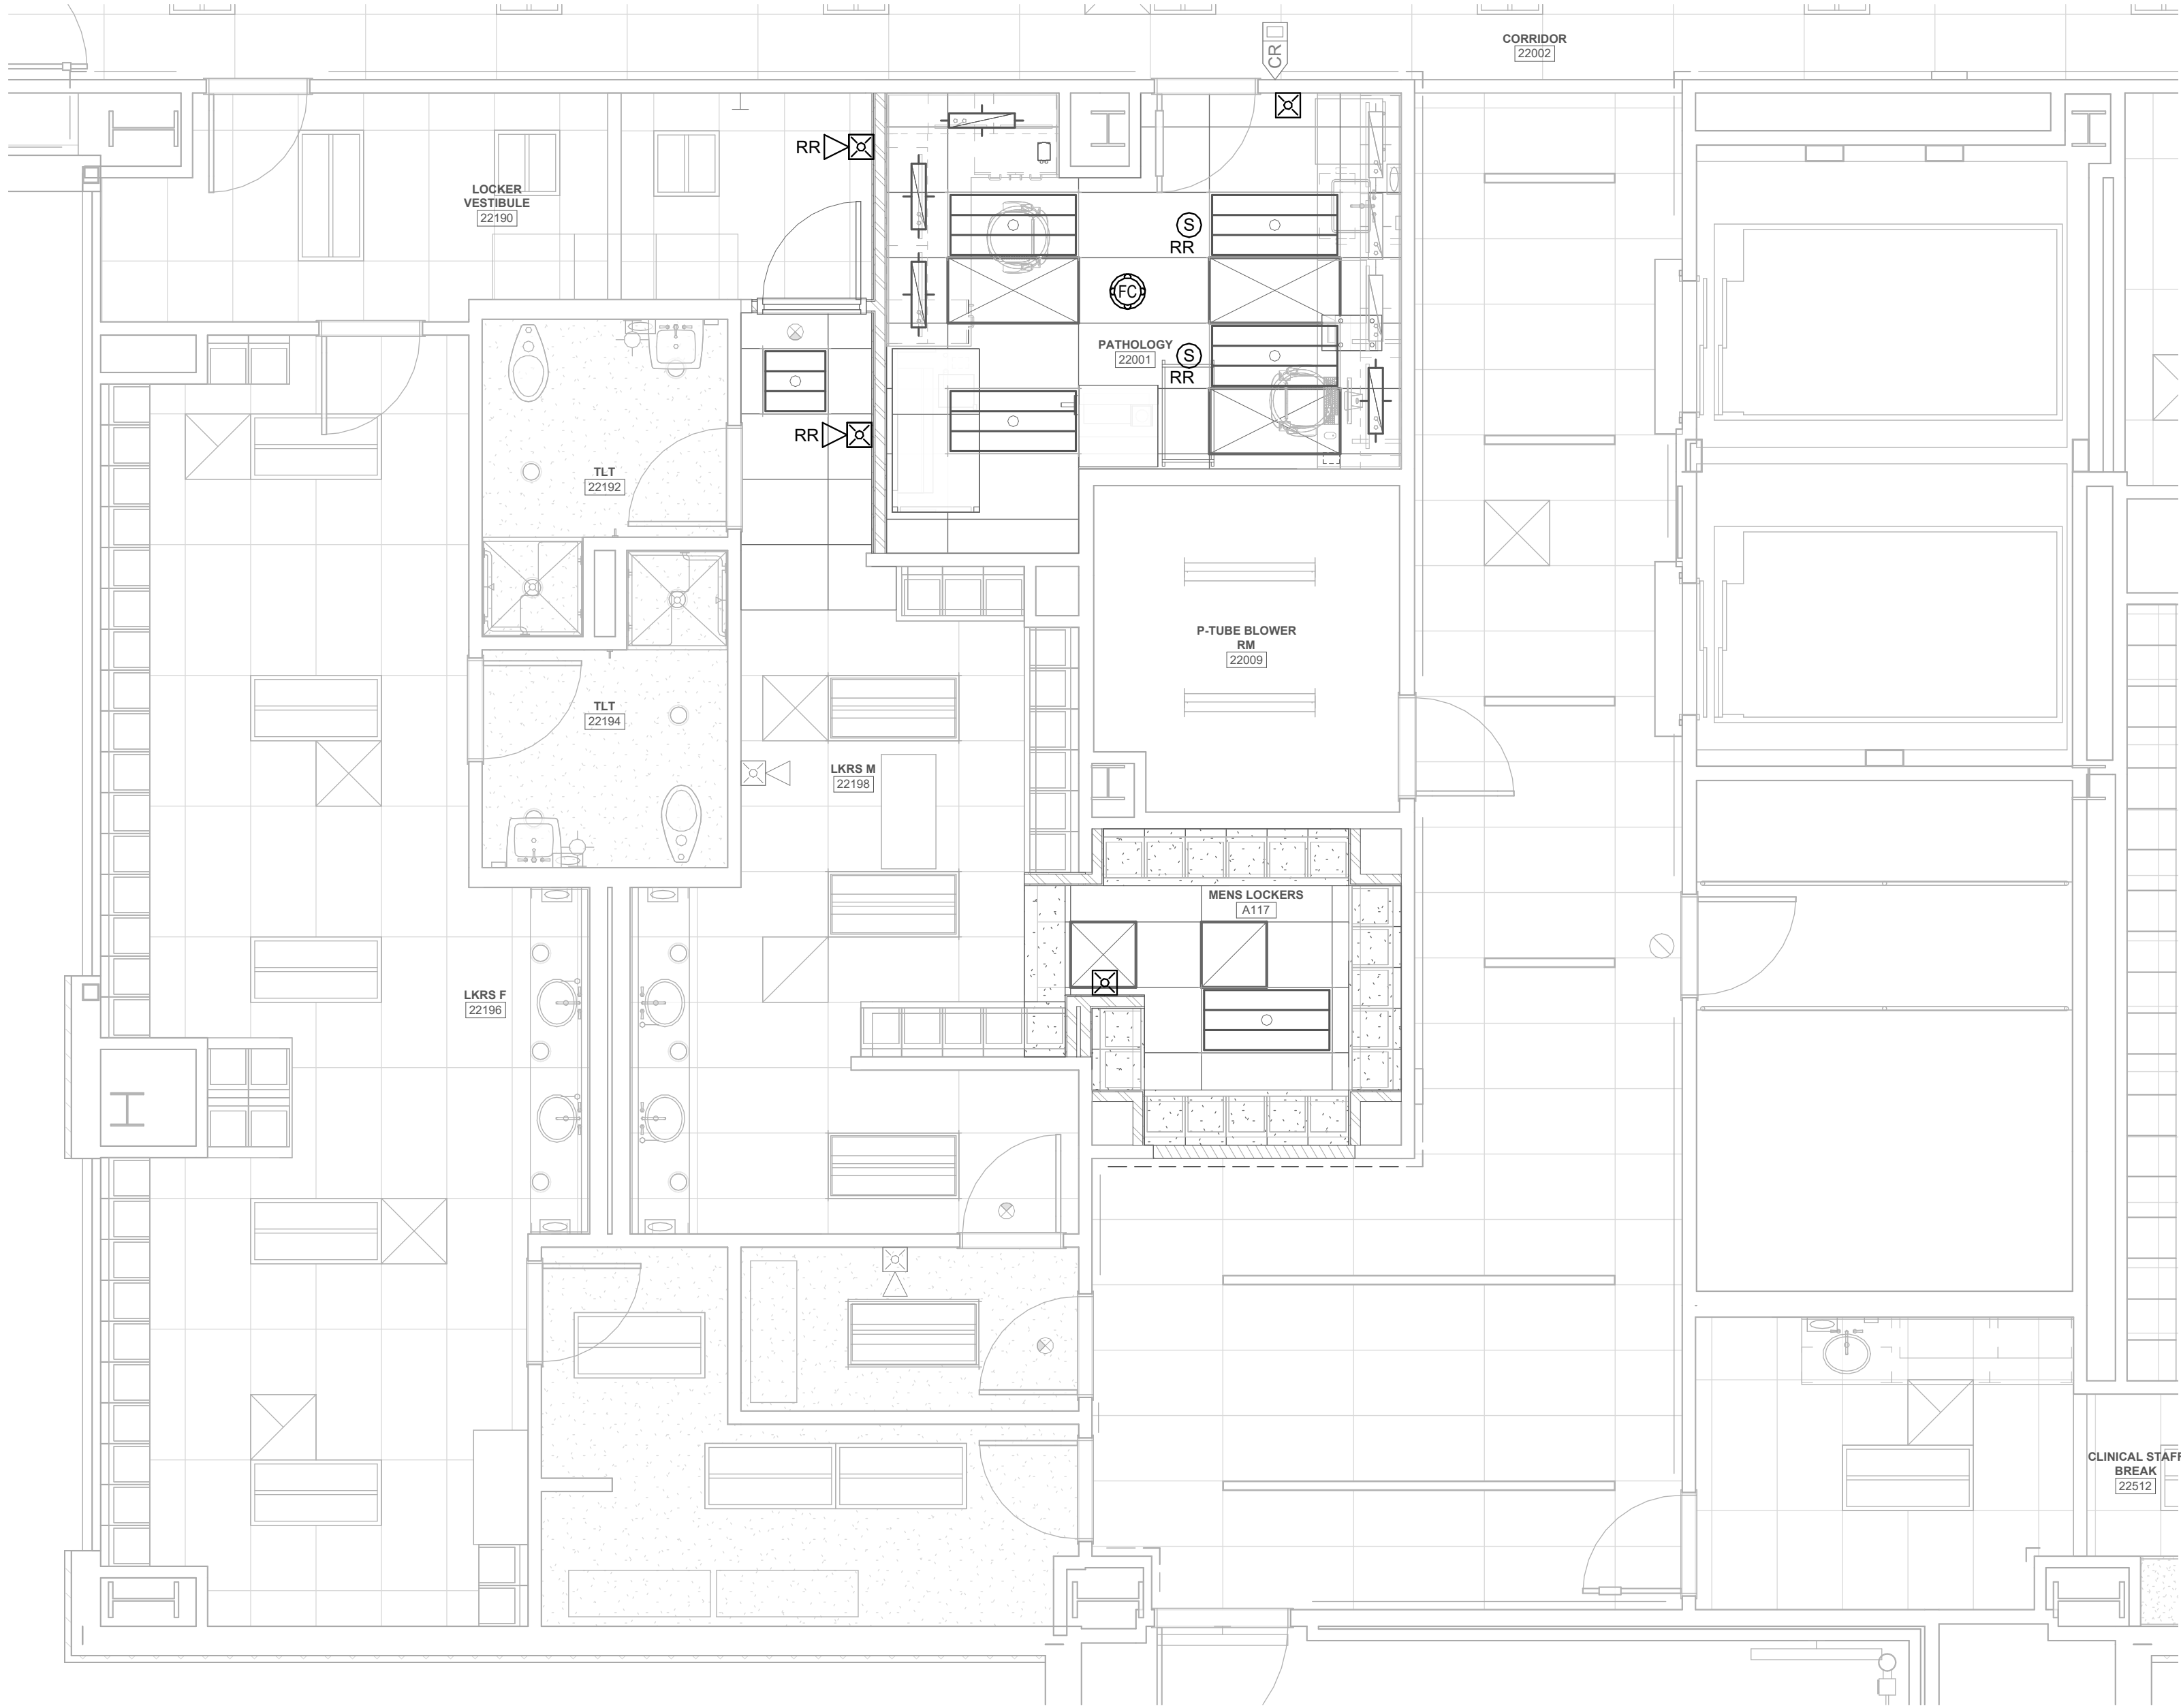 CORRIDOR
22002
CR
RR
LOCKER
VESTIBULE
22190
S
RR
FC
PATHOLOGY
22001
S
RR
RR
TLT
22192
P-TUBE BLOWER
RM
22009
TLT
22194
LKRS M
22198
MENS LOCKERS
A117
LKRS F
22196
CLINICAL STAFF
BREAK
22512